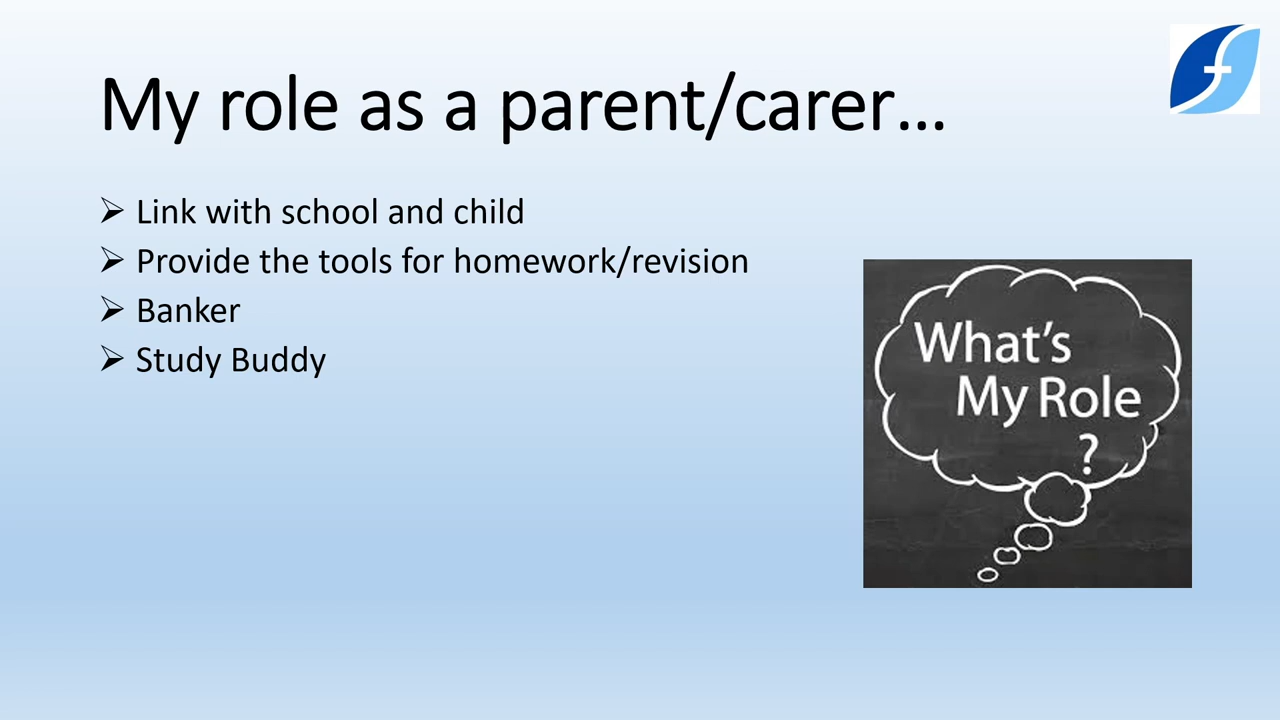 My role as a parent/carer...
➢ Link with school and child
➢ Provide the tools for homework/revision
➢ Banker
➢ Study Buddy
What's
My Role
?